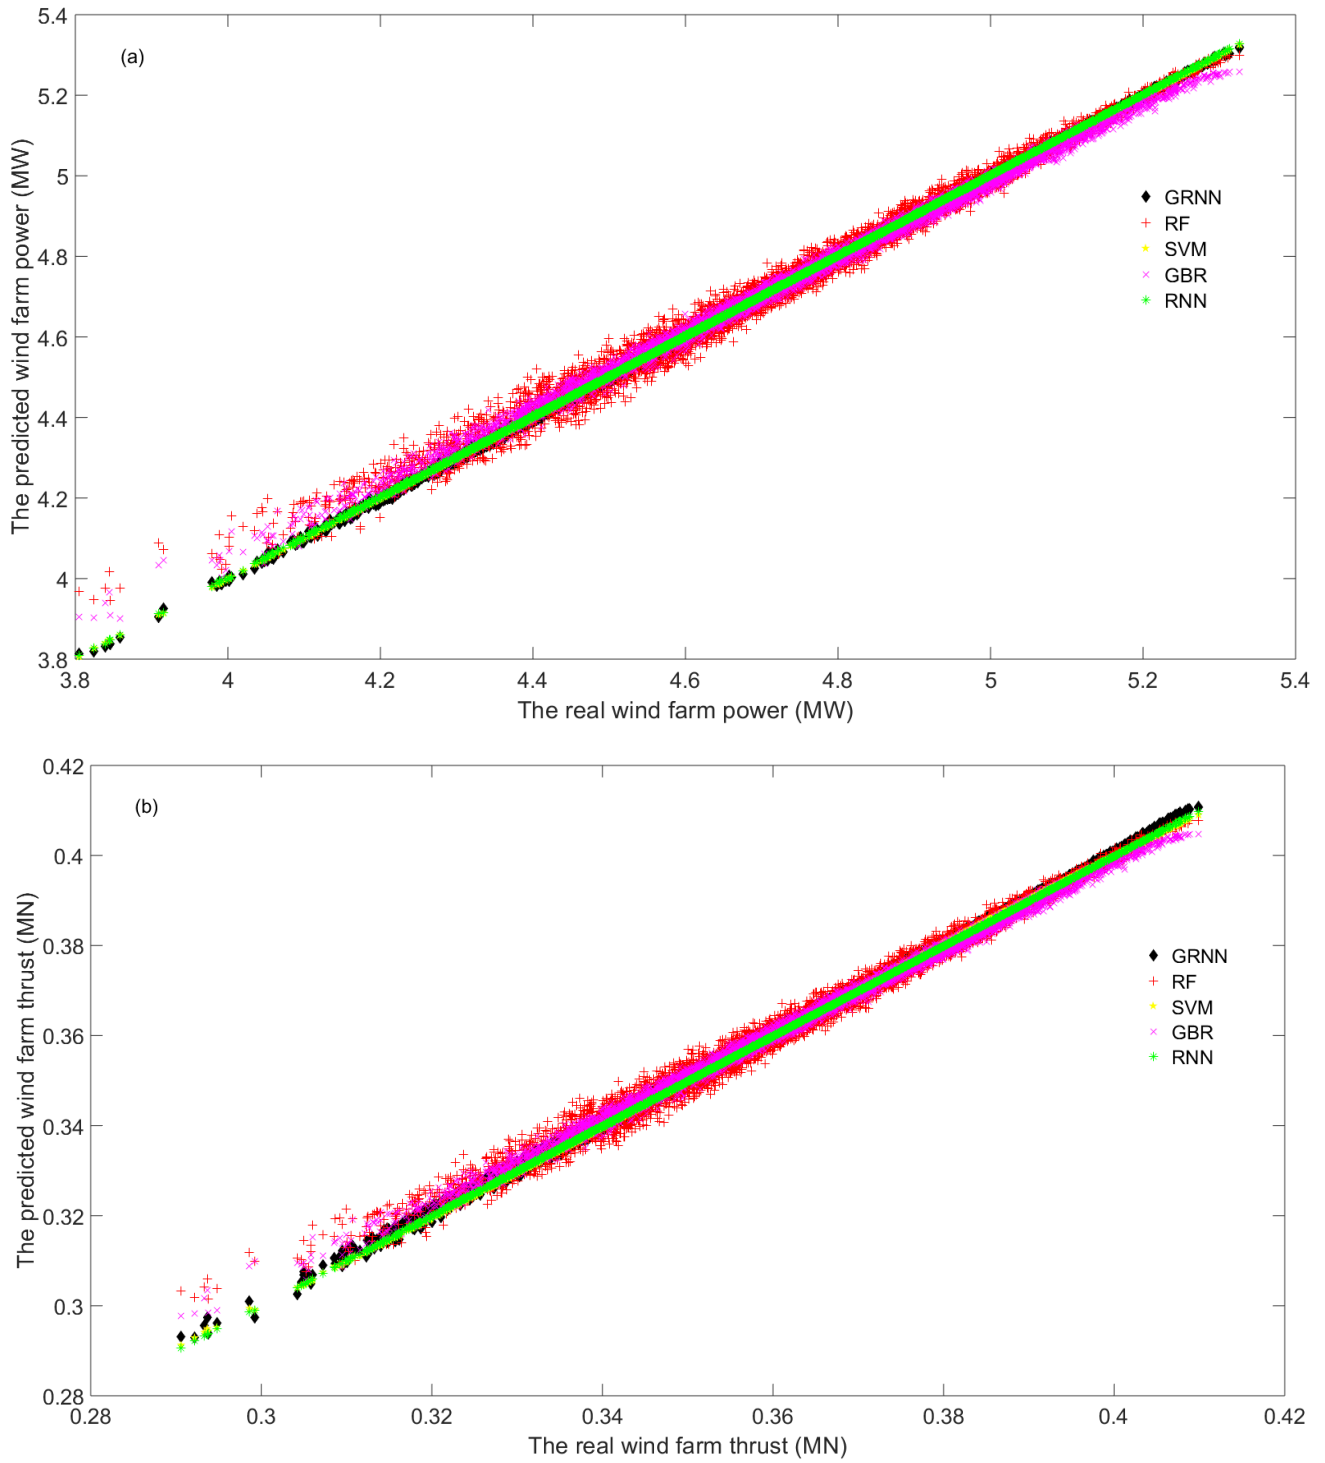 5.4
(a)
5.2
5
4.8
4.6
4.4
4.2
4
3.8
The predicted wind farm power (MW)
GRNN
RF
SVM
GBR
RNN
3.8 4 4.2 4.4 4.6 4.8 5 5.2 5.4
The real wind farm power (MW)
0.42
(b)
0.4
0.38
0.36
0.34
0.32
0.3
0.28
The predicted wind farm thrust (MN)
GRNN
RF
SVM
GBR
RNN
0.28 0.3 0.32 0.34 0.36 0.38 0.4 0.42
The real wind farm thrust (MN)